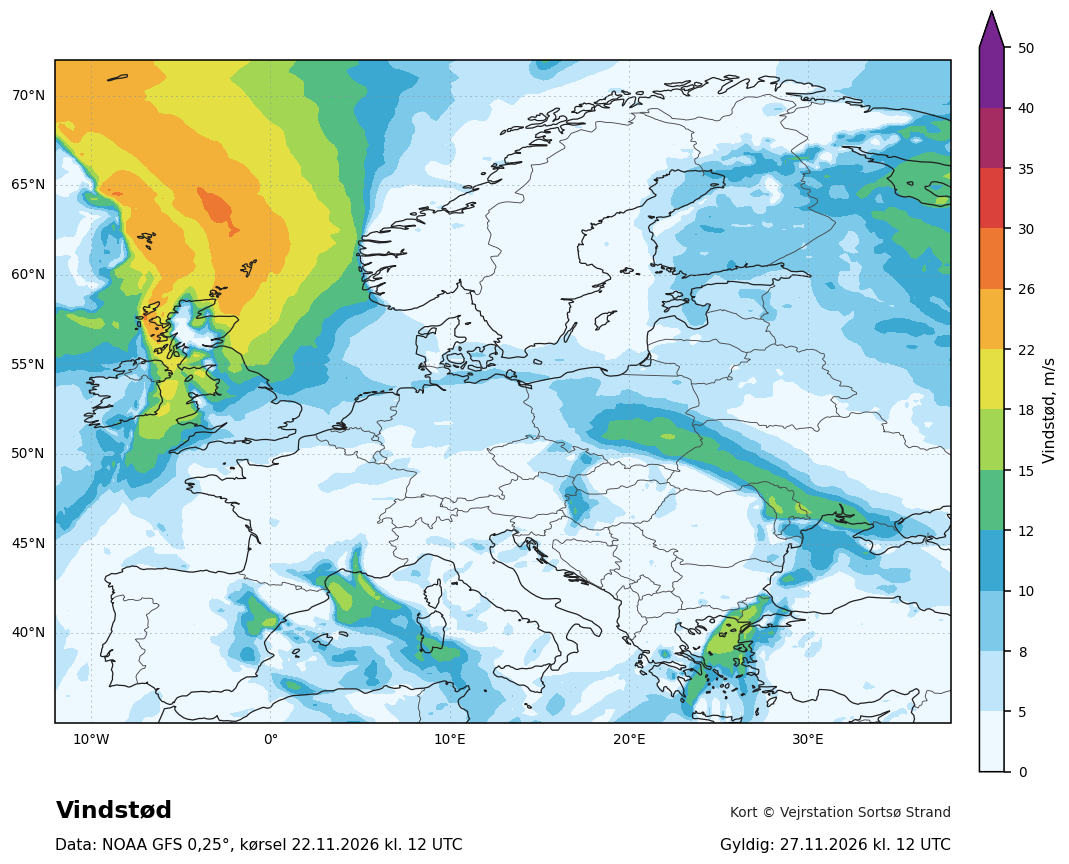 70°N
65°N
60°N
55°N
50°N
45°N
40°N
10°W
0°
10°E
20°E
30°E
50
40
35
30
26
22
18
15
12
10
8
5
0
Vindstød, m/s
Vindstød
Kort © Vejrstation Sortsø Strand
Data: NOAA GFS 0,25°, kørsel 22.11.2026 kl. 12 UTC
Gyldig: 27.11.2026 kl. 12 UTC